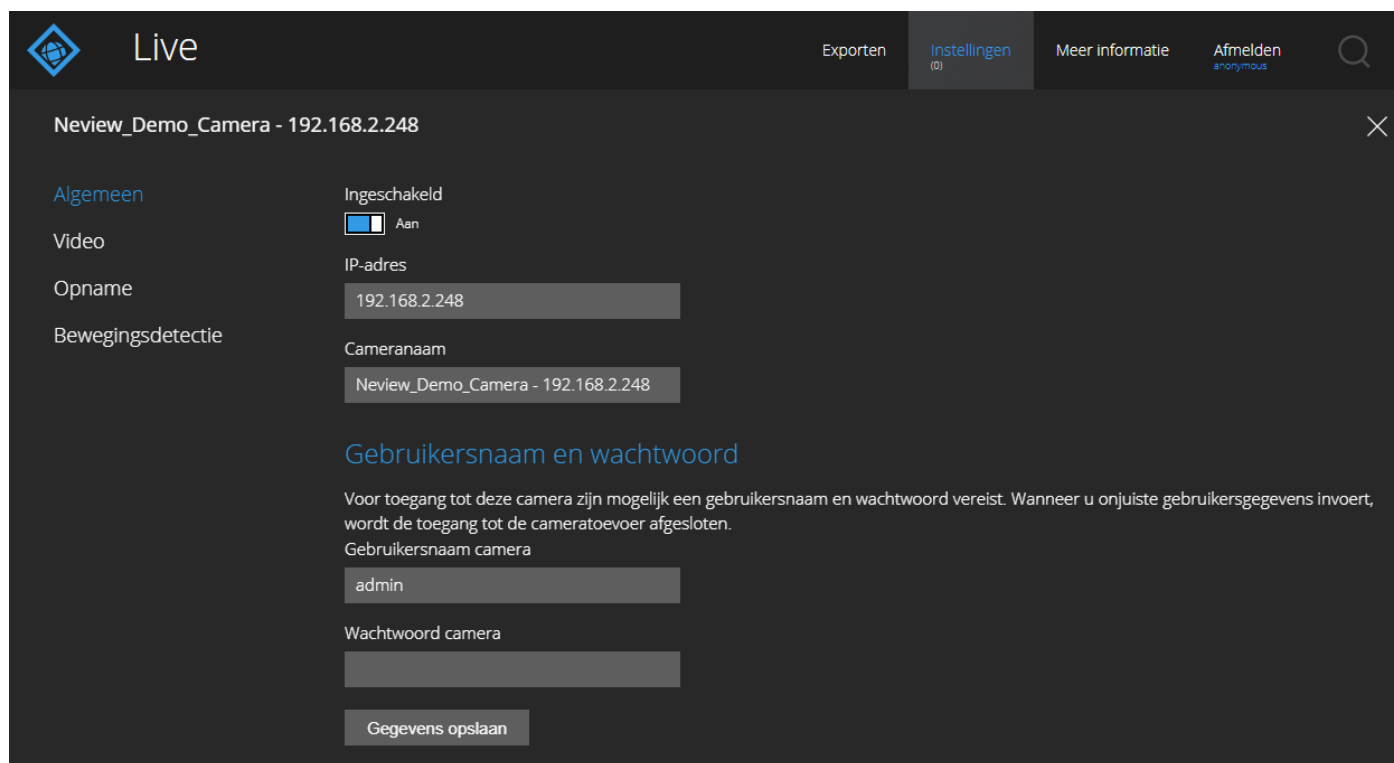 Live
Exporten
Instellingen
(0)
Meer informatie
Afmelden
anonymous
Neview_Demo_Camera - 192.168.2.248
Algemeen
Video
Opname
Bewegingsdetectie
Ingeschakeld
Aan
IP-adres
192.168.2.248
Cameranaam
Neview_Demo_Camera - 192.168.2.248
Gebruikersnaam en wachtwoord
Voor toegang tot deze camera zijn mogelijk een gebruikersnaam en wachtwoord vereist. Wanneer u onjuiste gebruikersgegevens invoert,
wordt de toegang tot de cameratoevoer afgesloten.
Gebruikersnaam camera
admin
Wachtwoord camera
Gegevens opslaan